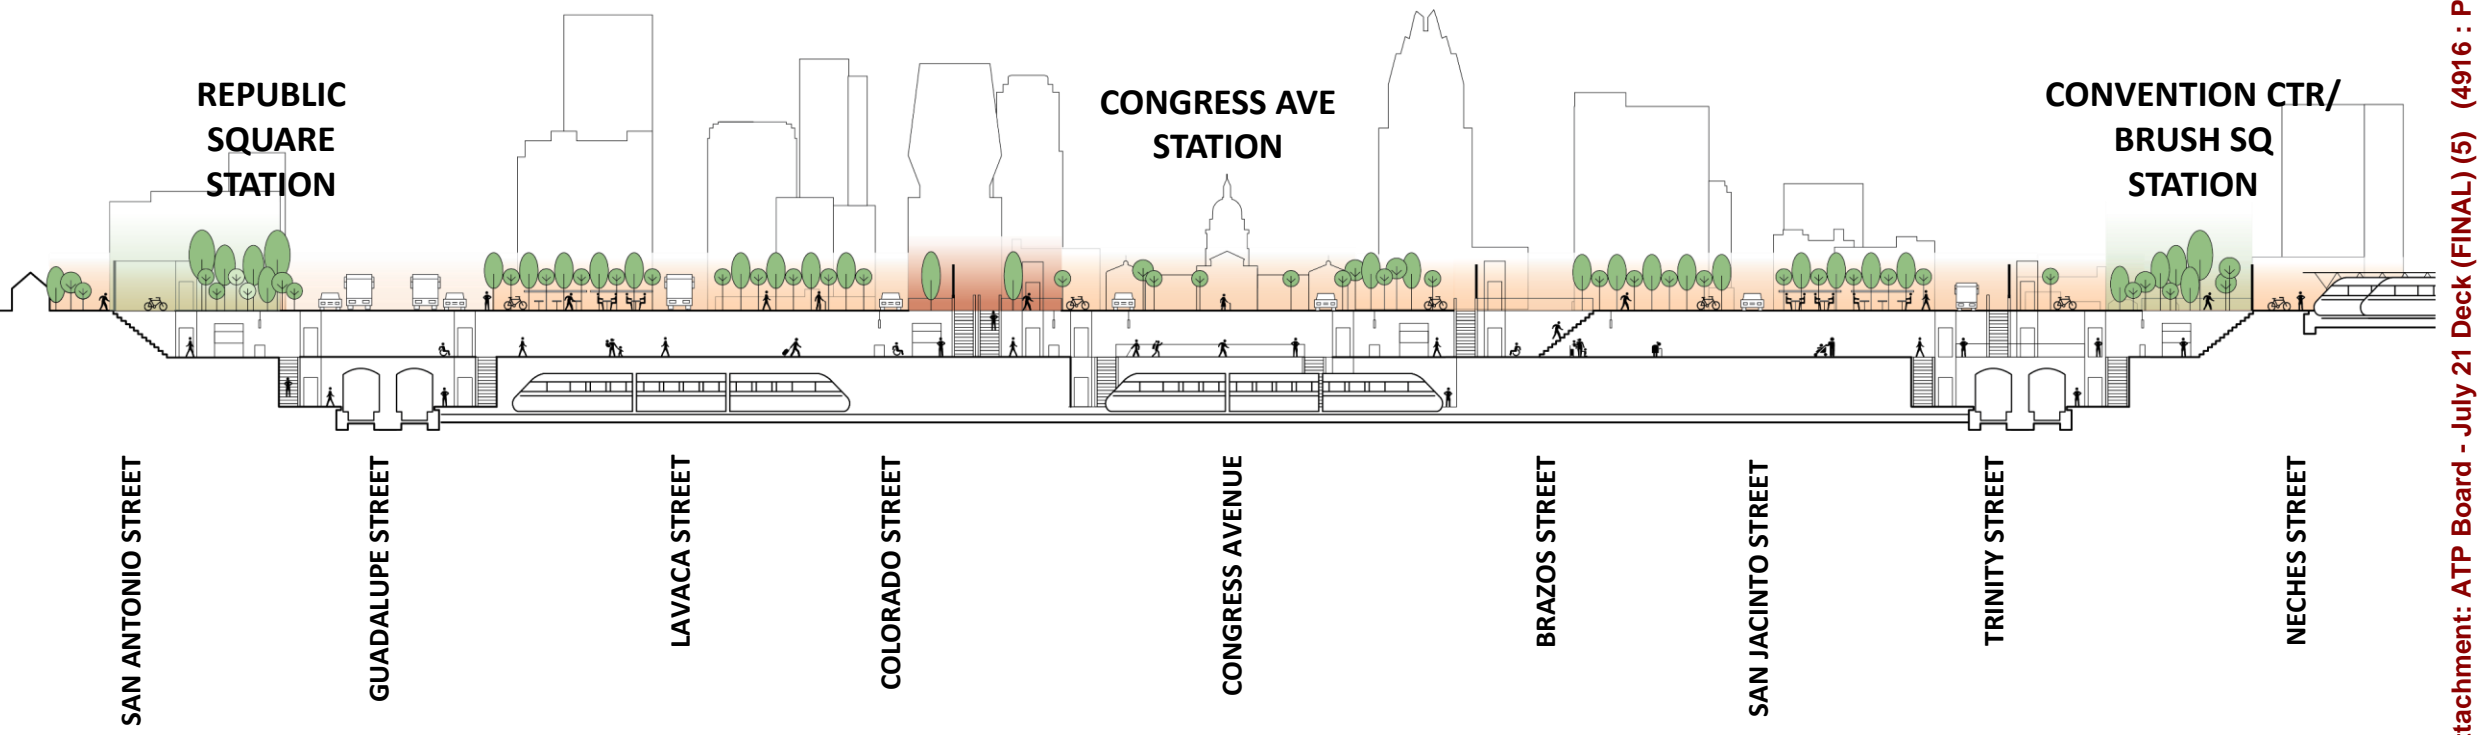 REPUBLIC
SQUARE
STATION
CONGRESS AVE
STATION
CONVENTION CTR/
BRUSH SQ
STATION
SAN ANTONIO STREET
GUADALUPE STREET
LAVACA STREET
COLORADO STREET
CONGRESS AVENUE
BRAZOS STREET
SAN JACINTO STREET
TRINITY STREET
NECHES STREET
ttachment: ATP Board - July 21 Deck (FINAL) (5) (4916 : P